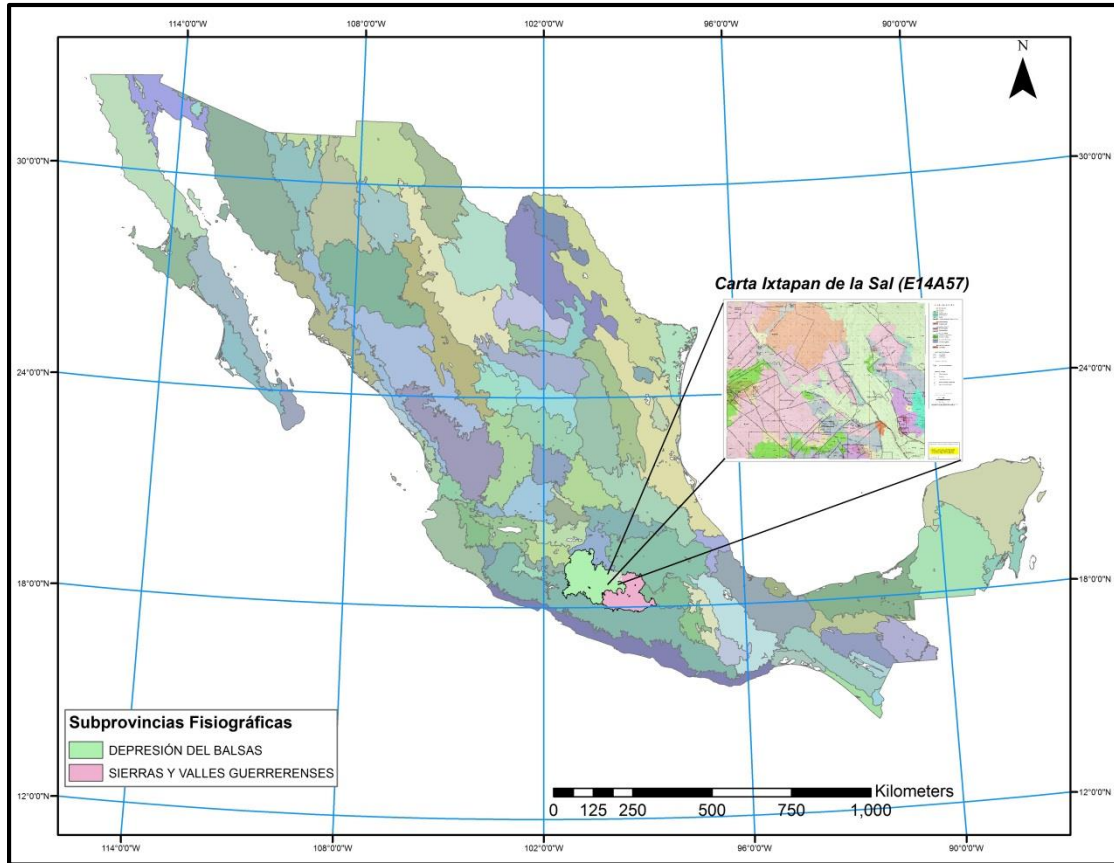 114°0'0"W 108°0'0"W 102°0'0"W 96°0'0"W 90°0'0"W
N
30°0'0"N 30°0'0"N
Carta Ixtapan de la Sal (E14A57)
24°0'0"N 24°0'0"N
18°0'0"N 18°0'0"N
Subprovincias Fisiográficas
DEPRESIÓN DEL BALSAS
SIERRAS Y VALLES GUERRERENSES
Kilometers
0 125 250 500 750 1,000
12°0'0"N 12°0'0"N
114°0'0"W 108°0'0"W 102°0'0"W 96°0'0"W 90°0'0"W